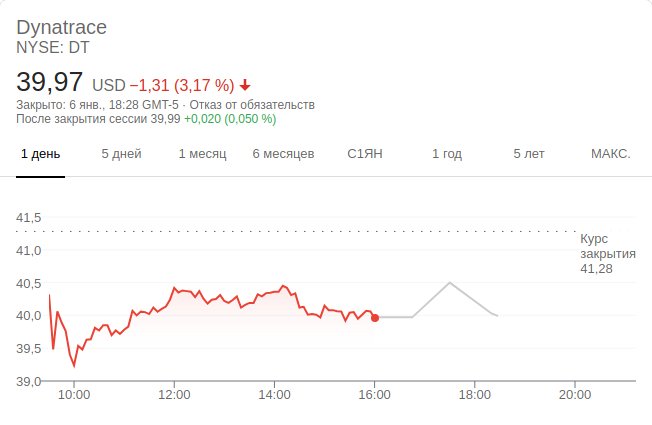 Dynatrace
NYSE: DT
39,97 USD −1,31 (3,17 %)
Закрыто: 6 янв., 18:28 GMT-5 · Отказ от обязательств
После закрытия сессии 39,99 +0,020 (0,050 %)
1 день 5 дней 1 месяц 6 месяцев С1ЯН 1 год 5 лет МАКС.
41,5
Курс
закрытия
41,28
41,0
40,5
40,0
39,5
39,0
10:00 12:00 14:00 16:00 18:00 20:00